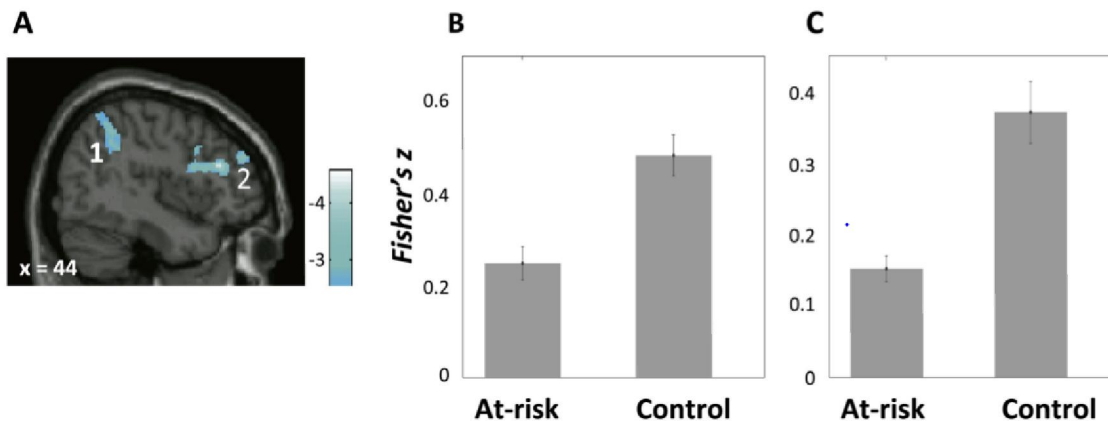 A
1
2
x = 44
-4
-3
B
Fisher's z
0.6
0.4
0.2
0
At-risk
Control
C
0.4
0.3
0.2
0.1
0
At-risk
Control